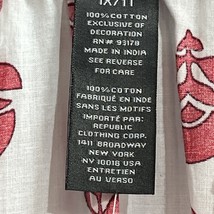 1X/1T
100% COTTON
EXCLUSIVE OF
DECORATION
RN# 93178
MADE IN INDIA
SEE REVERSE
FOR CARE
100% COTON
FABRIQUÉ EN INDE
SANS LES MOTIFS
IMPORTÉ PAR:
REPUBLIC
CLOTHING CORP.
1411 BROADWAY
NEW YORK
NY 10018 USA
ENTRETIEN
AU VERSO